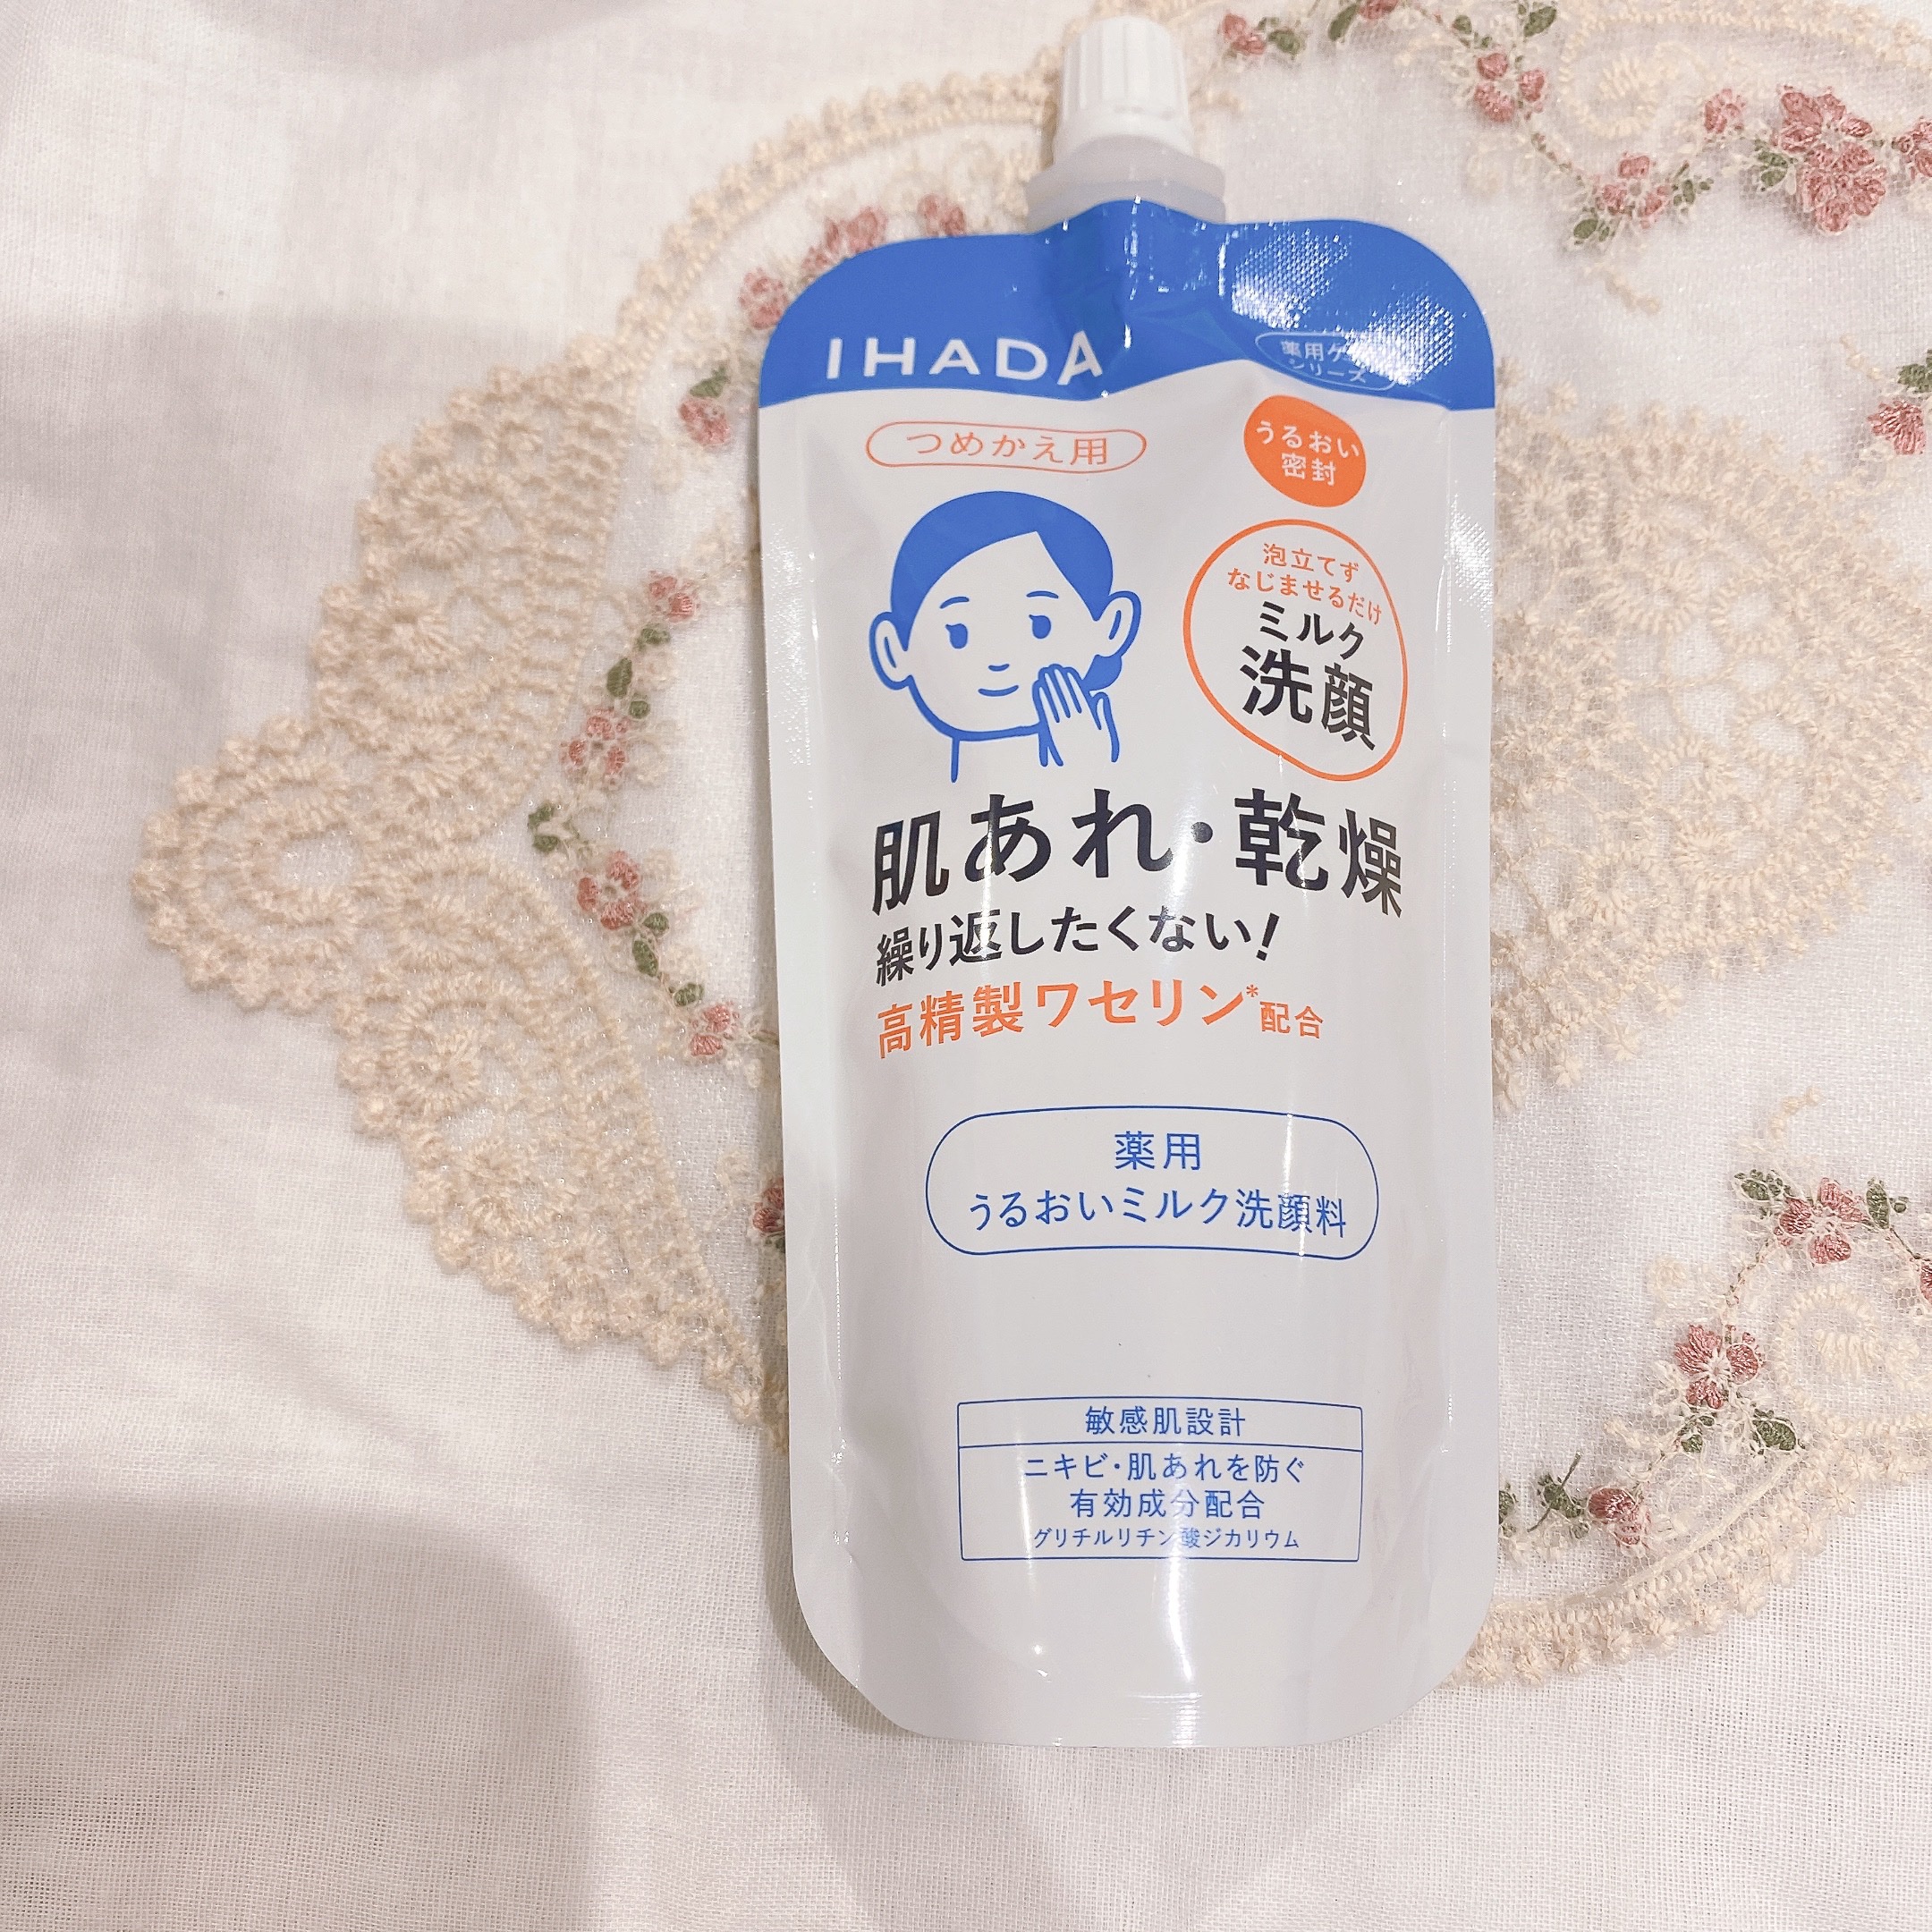 IHADA
薬用ケア
シリーズ
つめかえ用
うるおい
密封
泡立てず
なじませるだけ
ミルク
洗顔
肌あれ・乾燥
繰り返したくない!
高精製ワセリン*配合
薬用
うるおいミルク洗顔料
敏感肌設計
ニキビ・肌あれを防ぐ
有効成分配合
グリチルリチン酸ジカリウム